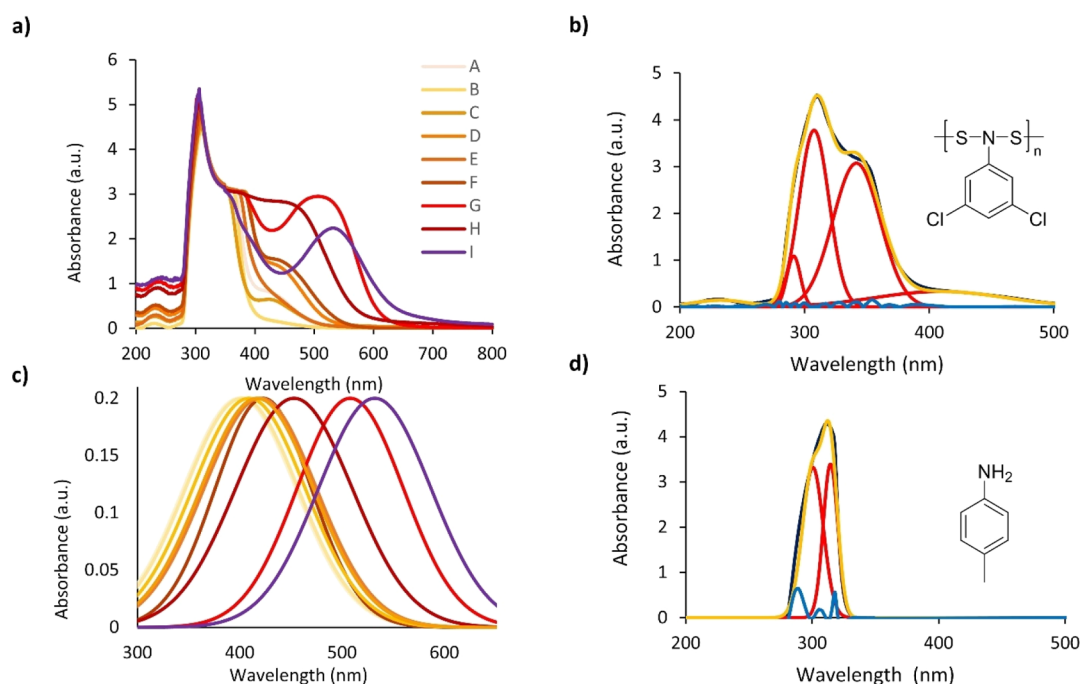 a)
Absorbance (a.u.)
6
5
4
3
2
1
0
200 300 400 500 600 700 800
Wavelength (nm)
A
B
C
D
E
F
G
H
I
b)
Absorbance (a.u.)
5
4
3
2
1
0
200 300 400 500
Wavelength (nm)
S N S
n
Cl Cl
c)
Absorbance (a.u.)
0.2
0.15
0.1
0.05
0
300 400 500 600
Wavelength (nm)
d)
Absorbance (a.u.)
5
4
3
2
1
0
200 300 400 500
Wavelength (nm)
NH2